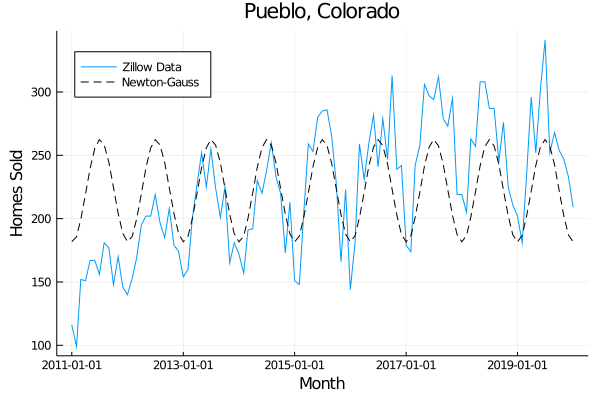 Pueblo, Colorado
Zillow Data
Newton-Gauss
Homes Sold
300
250
200
150
100
2011-01-01 2013-01-01 2015-01-01 2017-01-01 2019-01-01
Month